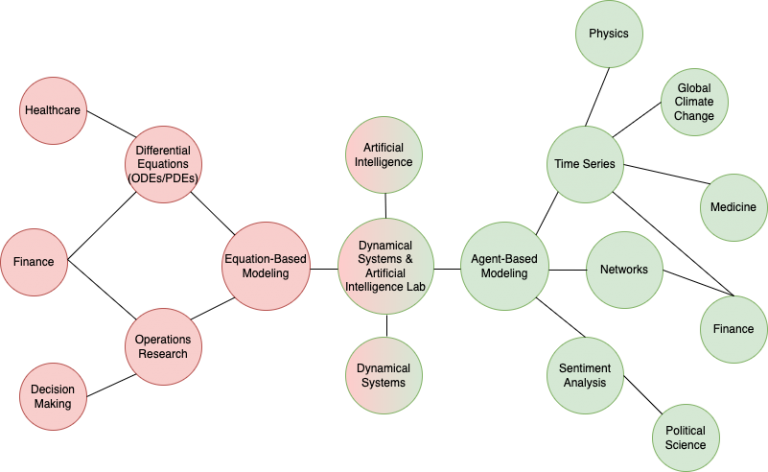 Physics
Global
Climate
Change
Healthcare
Differential
Equations
(ODEs/PDEs)
Artificial
Intelligence
Time Series
Medicine
Finance
Equation-Based
Modeling
Dynamical
Systems &
Artificial
Intelligence Lab
Agent-Based
Modeling
Networks
Finance
Operations
Research
Dynamical
Systems
Sentiment
Analysis
Decision
Making
Political
Science